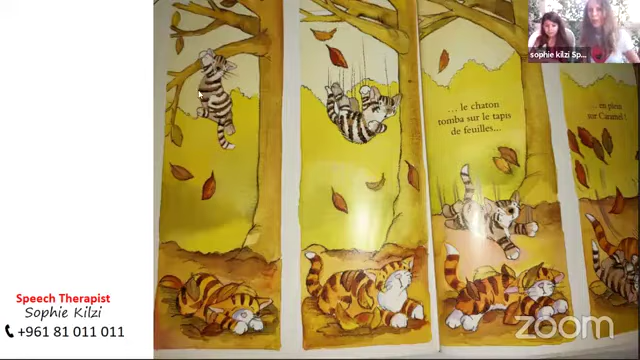 sophie kilzi Sp...
... le chaton
tomba sur le tapis
de feuilles...
... en plein
sur Caramel !
Speech Therapist
Sophie Kilzi
+961 81 011 011
zoom